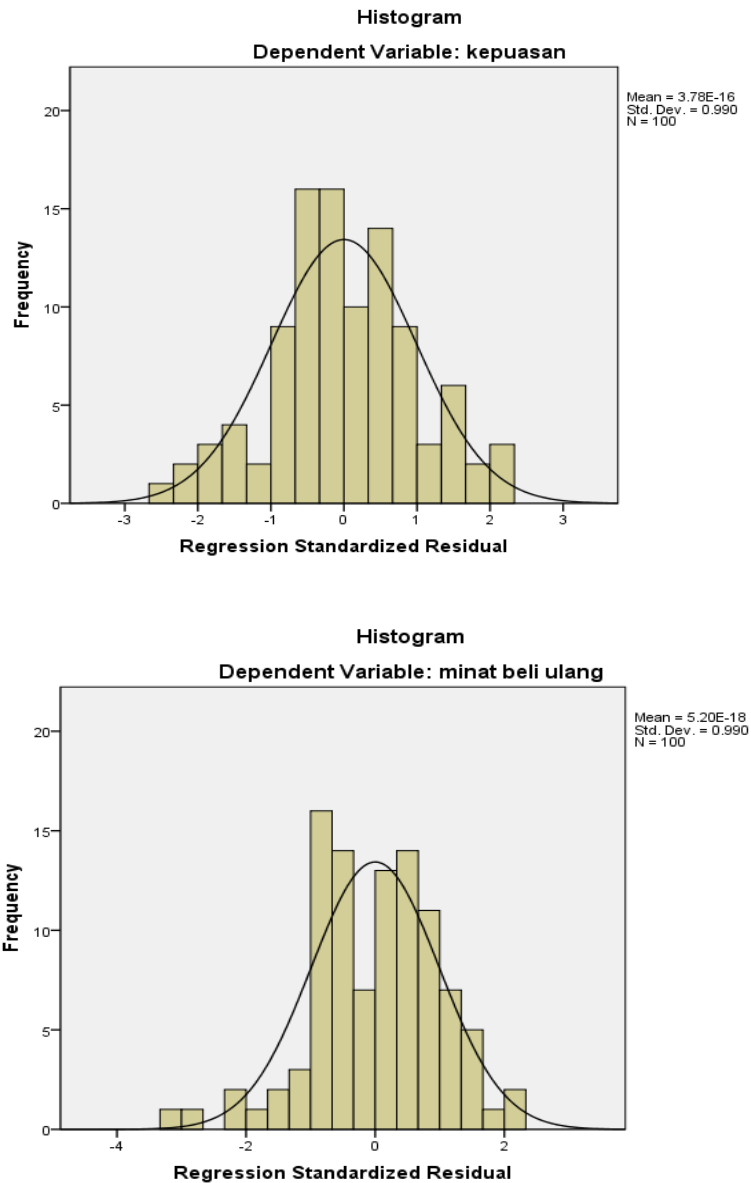 Histogram
Dependent Variable: kepuasan
Mean = 3.78E-16
Std. Dev. = 0.990
N = 100
20
15
10
5
0
Frequency
-3 -2 -1 0 1 2 3
Regression Standardized Residual
Histogram
Dependent Variable: minat beli ulang
Mean = 5.20E-18
Std. Dev. = 0.990
N = 100
20
15
10
5
0
Frequency
-4 -2 0 2
Regression Standardized Residual